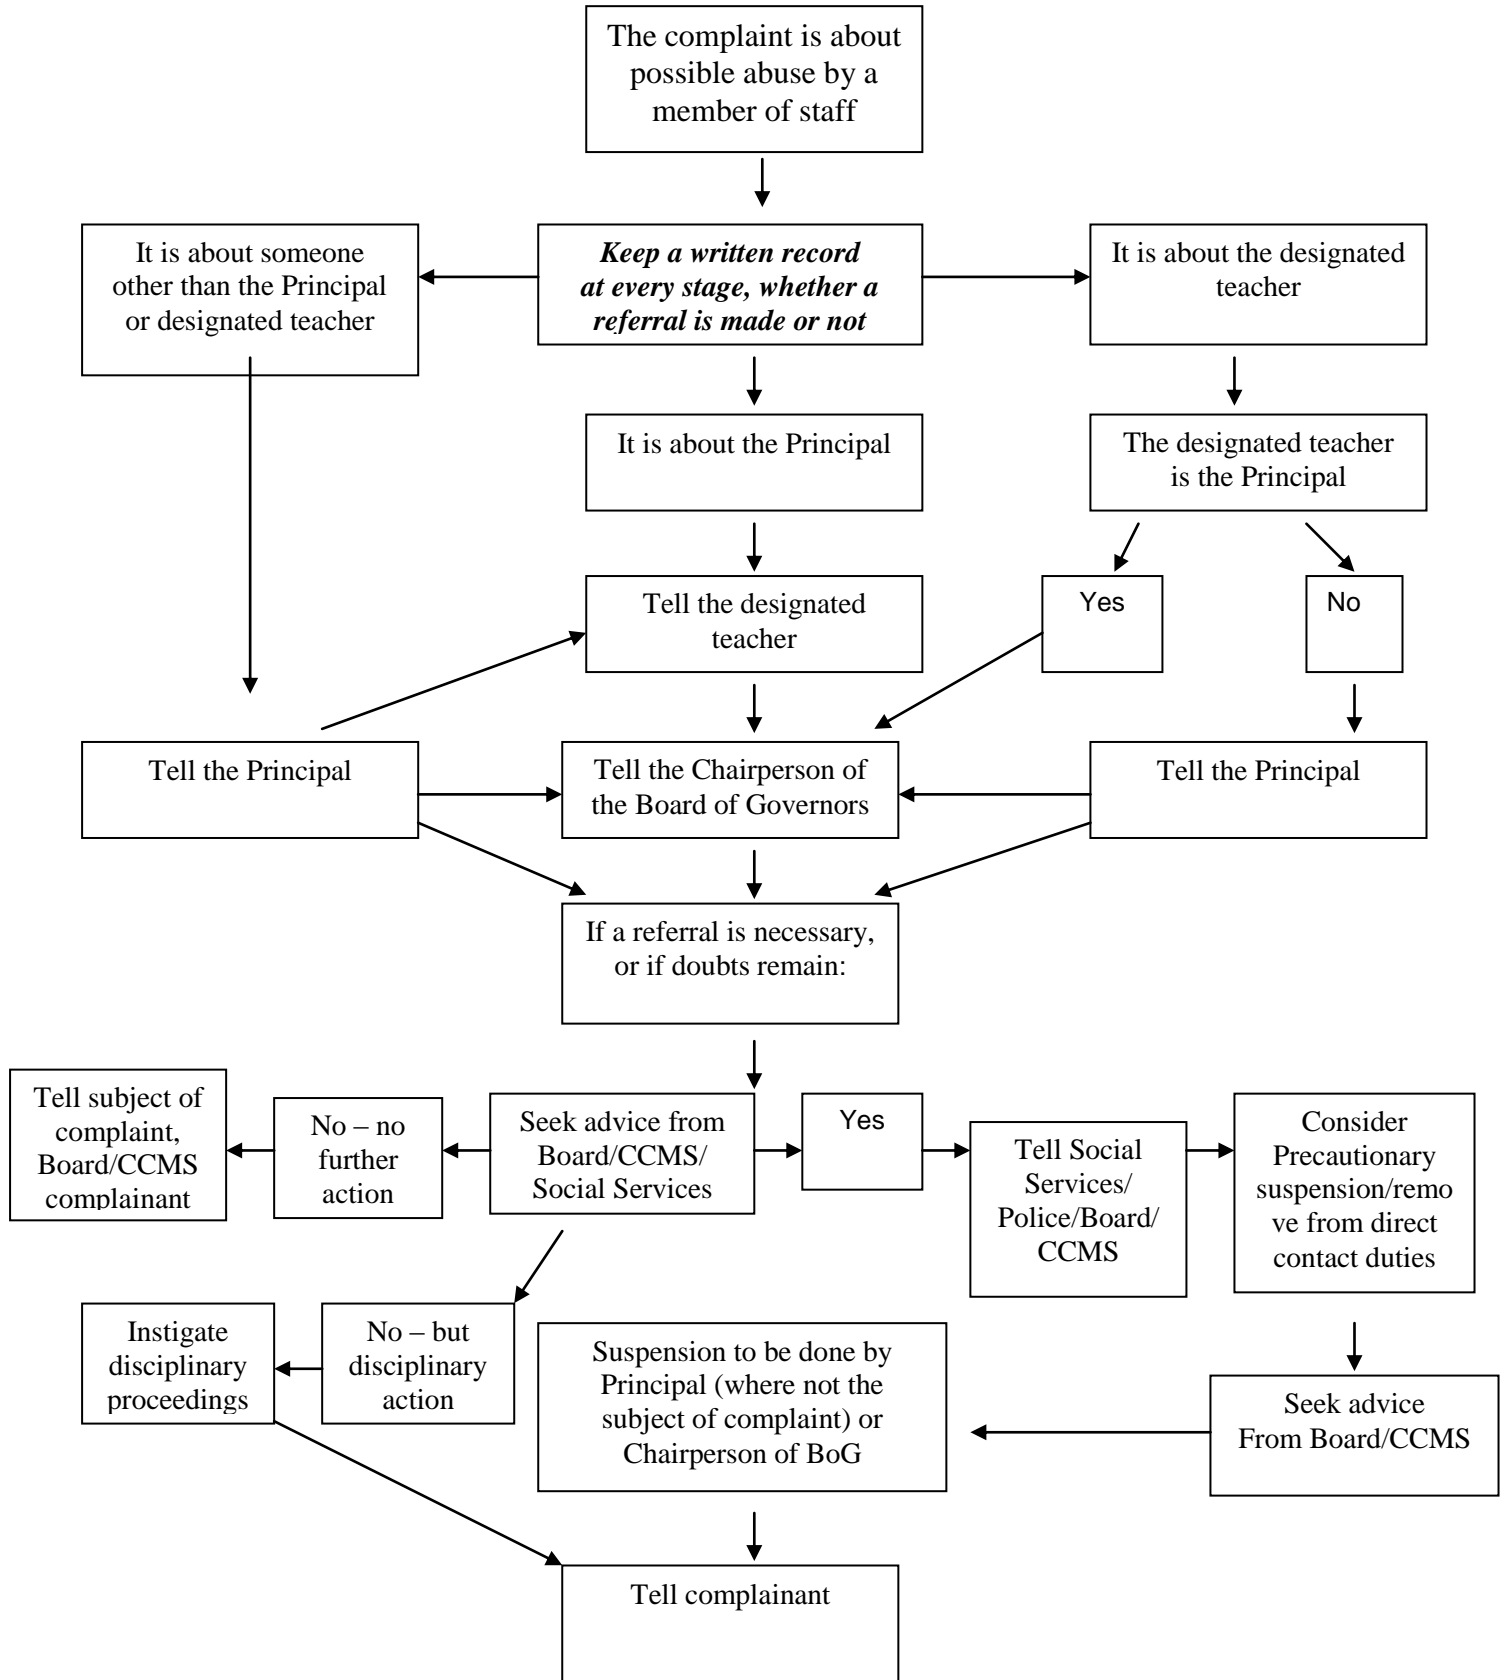 The complaint is about
possible abuse by a
member of staff
It is about someone
other than the Principal
or designated teacher
Keep a written record
at every stage, whether a
referral is made or not
It is about the designated
teacher
It is about the Principal
The designated teacher
is the Principal
Tell the designated
teacher
Yes
No
Tell the Principal
Tell the Chairperson of
the Board of Governors
Tell the Principal
If a referral is necessary,
or if doubts remain:
Tell subject of
complaint,
Board/CCMS
complainant
No – no
further
action
Seek advice from
Board/CCMS/
Social Services
Yes
Tell Social
Services/
Police/Board/
CCMS
Consider
Precautionary
suspension/remo
ve from direct
contact duties
Instigate
disciplinary
proceedings
No – but
disciplinary
action
Suspension to be done by
Principal (where not the
subject of complaint) or
Chairperson of BoG
Seek advice
From Board/CCMS
Tell complainant